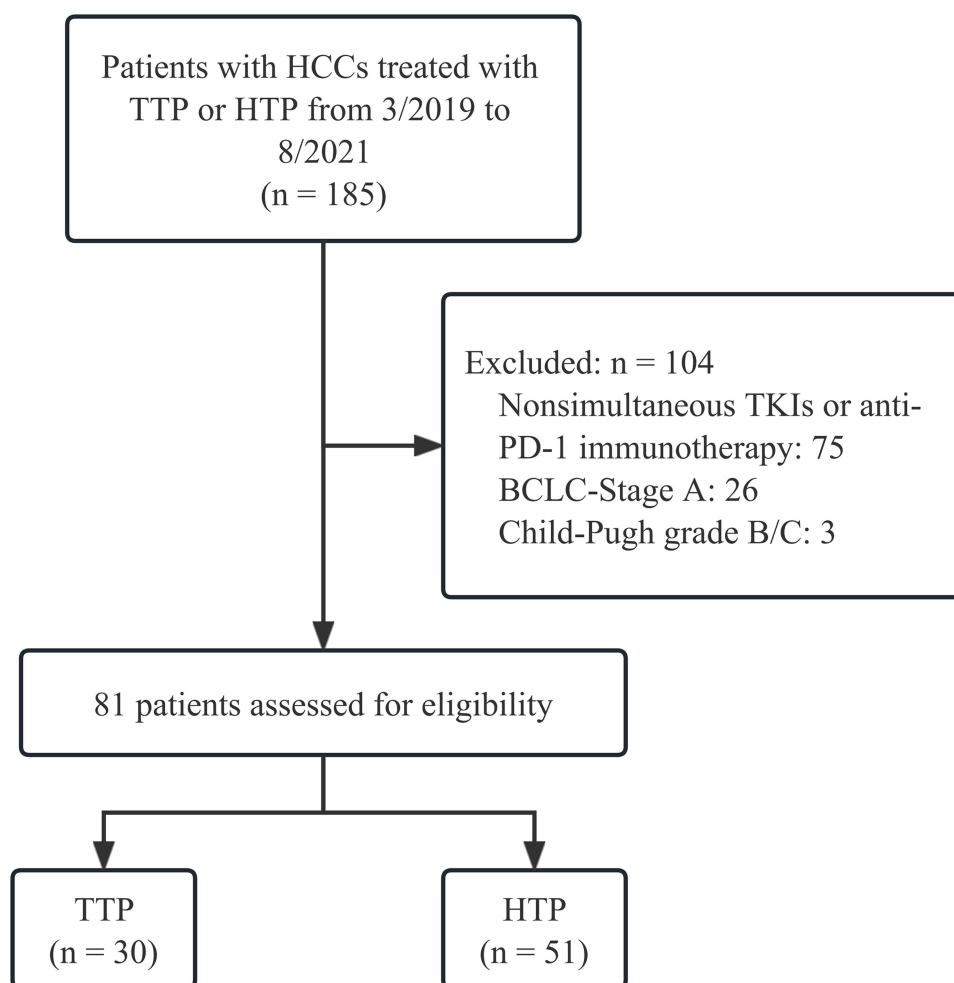 Patients with HCCs treated with
TTP or HTP from 3/2019 to
8/2021
(n = 185)
Excluded: n = 104
Nonsimultaneous TKIs or anti-
PD-1 immunotherapy: 75
BCLC-Stage A: 26
Child-Pugh grade B/C: 3
81 patients assessed for eligibility
TTP
(n = 30)
HTP
(n = 51)